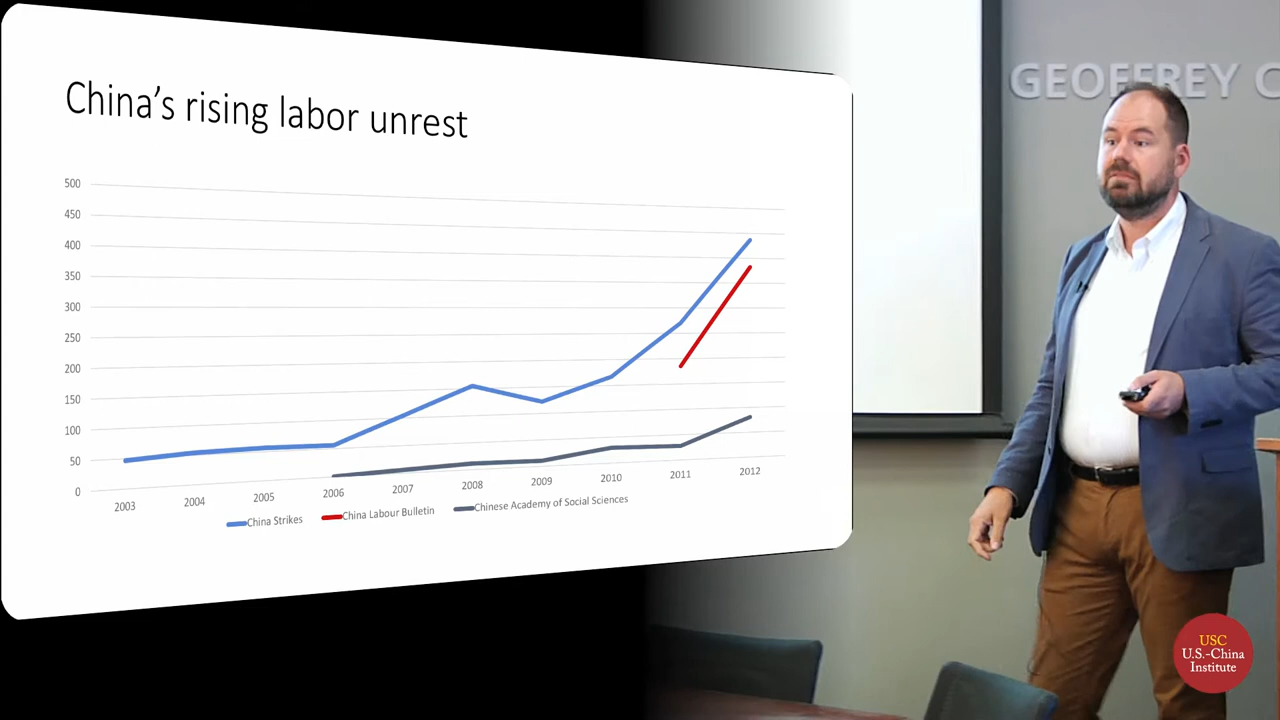 China's rising labor unrest
500
450
400
350
300
250
200
150
100
50
0
2003 2004 2005 2006 2007 2008 2009 2010 2011 2012
China Strikes China Labour Bulletin Chinese Academy of Social Sciences
GEOFFREY C
USC
U.S.-China
Institute